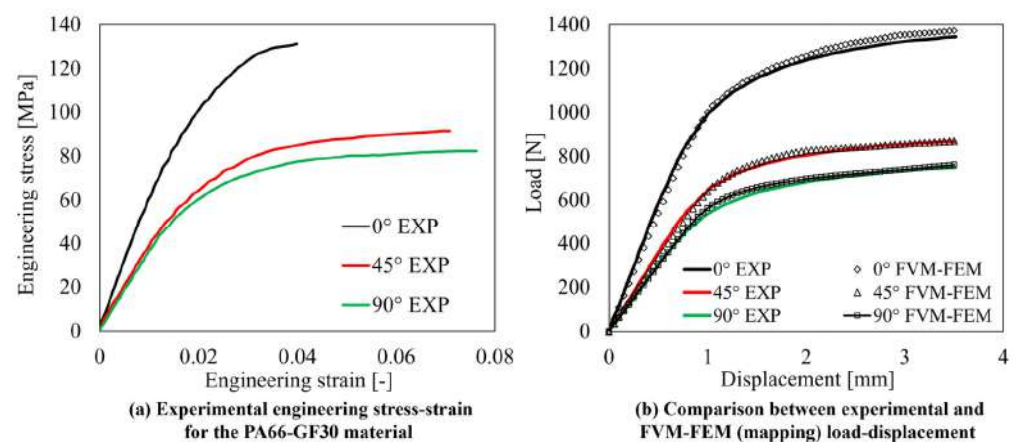 140
120
100
80
60
40
20
0
Engineering stress [MPa]
0° EXP
45° EXP
90° EXP
0 0.02 0.04 0.06 0.08
Engineering strain [-]
(a) Experimental engineering stress-strain
for the PA66-GF30 material
1400
1200
1000
800
600
400
200
0
Load [N]
0° EXP 0° FVM-FEM
45° EXP 45° FVM-FEM
90° EXP 90° FVM-FEM
0 1 2 3 4
Displacement [mm]
(b) Comparison between experimental and
FVM-FEM (mapping) load-displacement